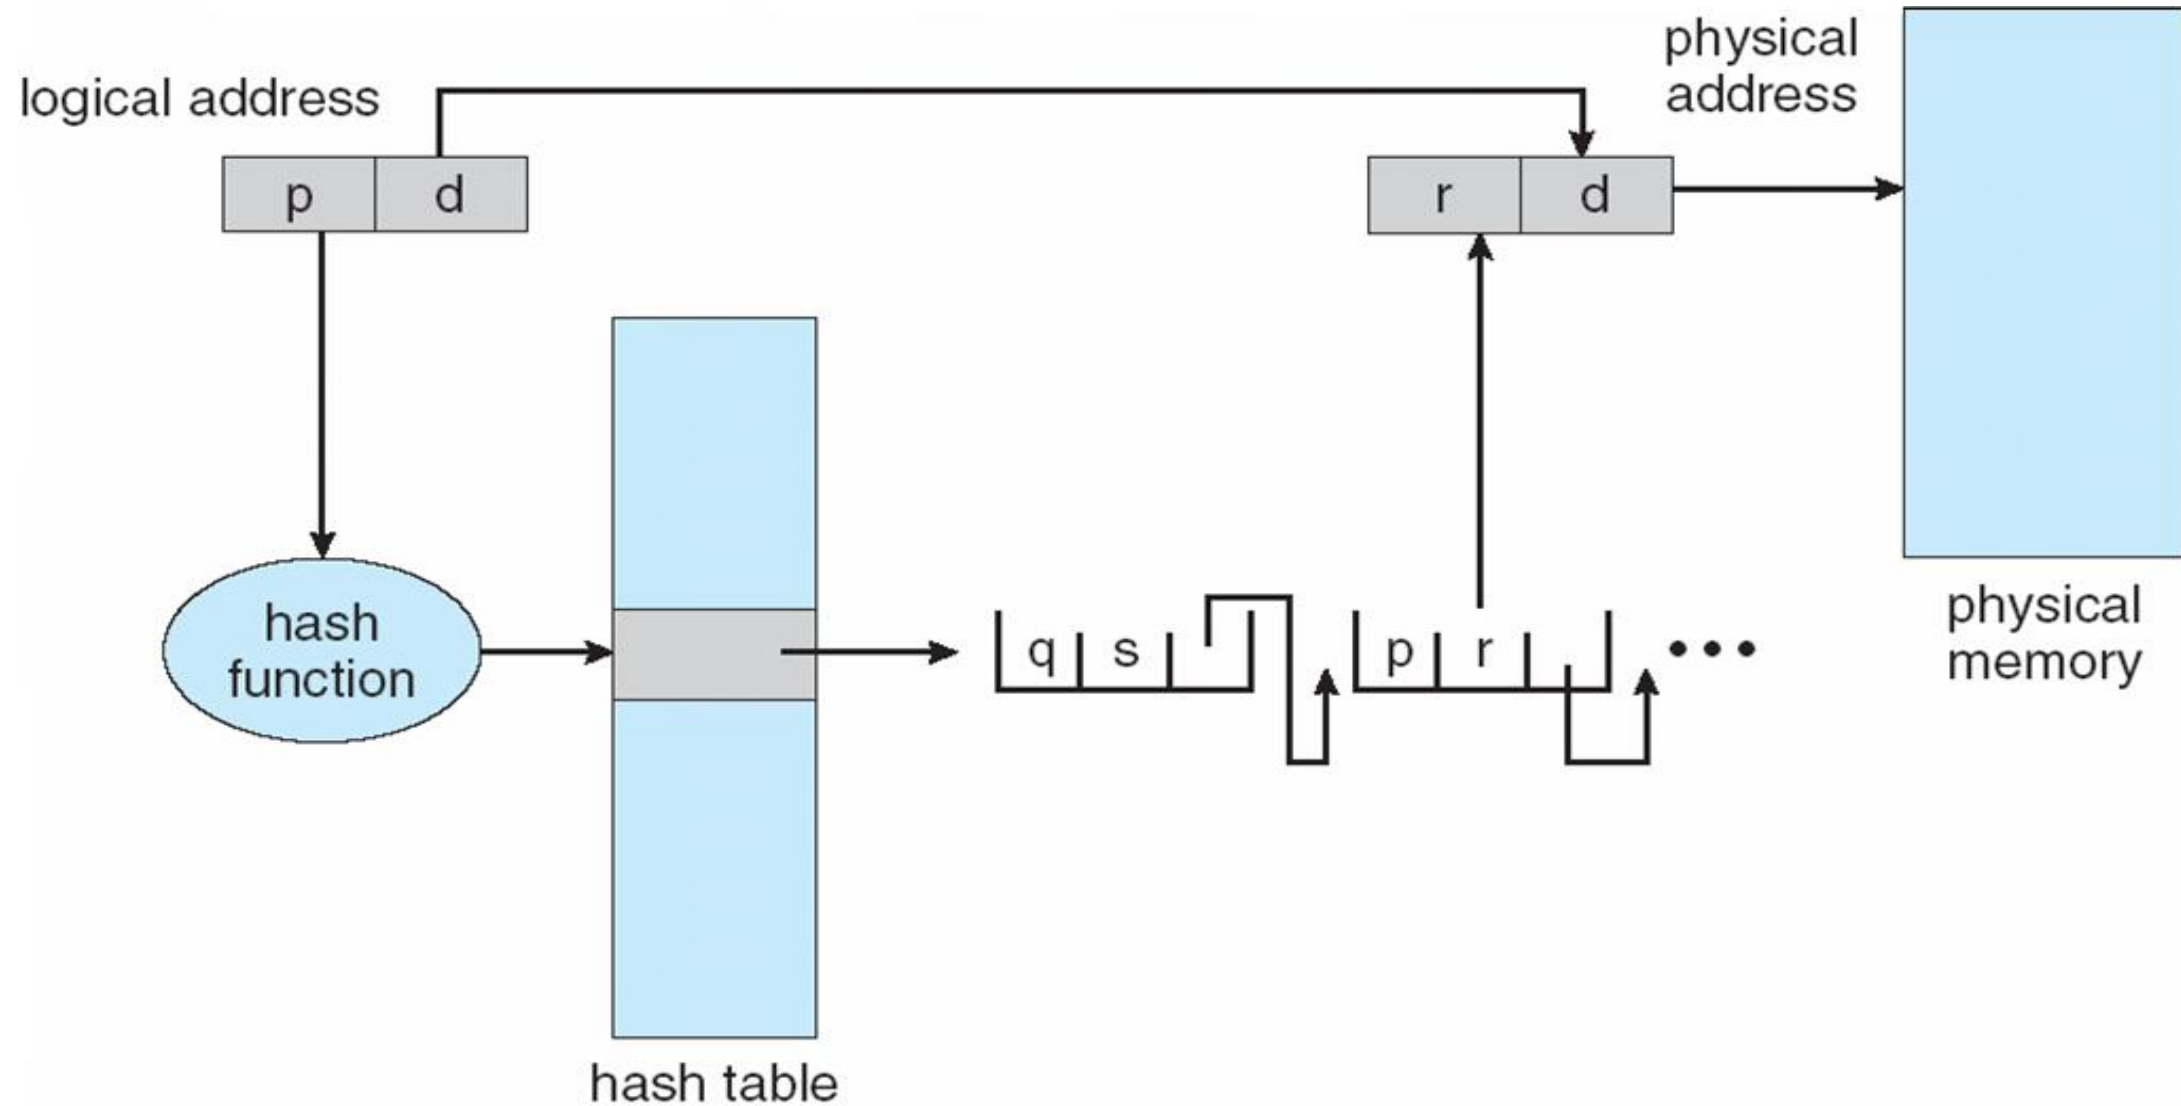 logical address
physical
address
p d
r d
hash
function
q s
p r
•••
physical
memory
hash table